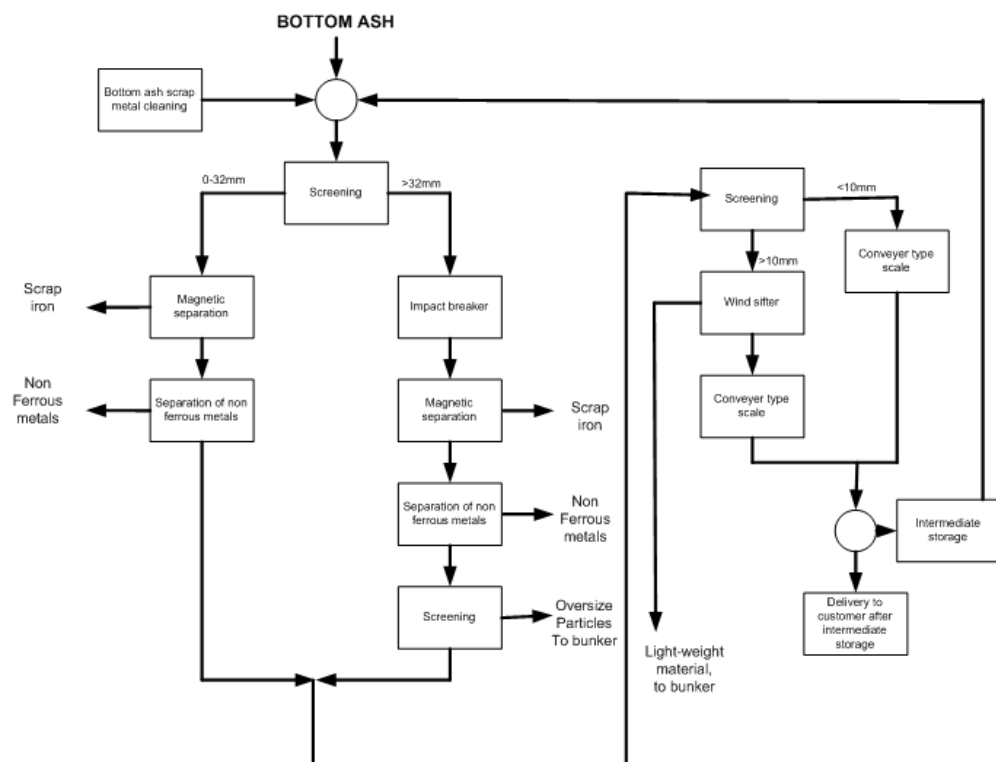 BOTTOM ASH
Bottom ash scrap
metal cleaning
0-32mm
Screening
>32mm
Scrap
iron
Magnetic
separation
Impact breaker
Non
Ferrous
metals
Separation of non
ferrous metals
Magnetic
separation
Scrap
iron
Separation of non
ferrous metals
Non
Ferrous
metals
Screening
Oversize
Particles
To bunker
Screening
<10mm
Conveyer type
scale
>10mm
Wind sifter
Conveyer type
scale
Light-weight
material,
to bunker
Intermediate
storage
Delivery to
customer after
intermediate
storage